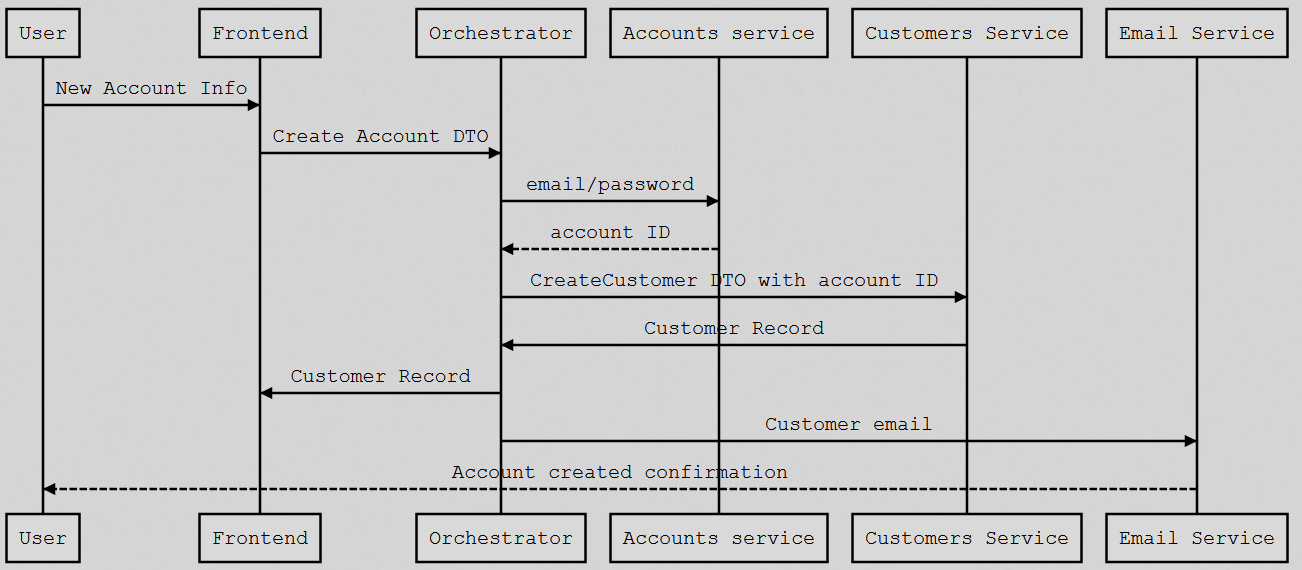 User
Frontend
Orchestrator
Accounts service
Customers Service
Email Service
New Account Info
Create Account DTO
email/password
account ID
CreateCustomer DTO with account ID
Customer Record
Customer Record
Customer email
Account created confirmation
User
Frontend
Orchestrator
Accounts service
Customers Service
Email Service